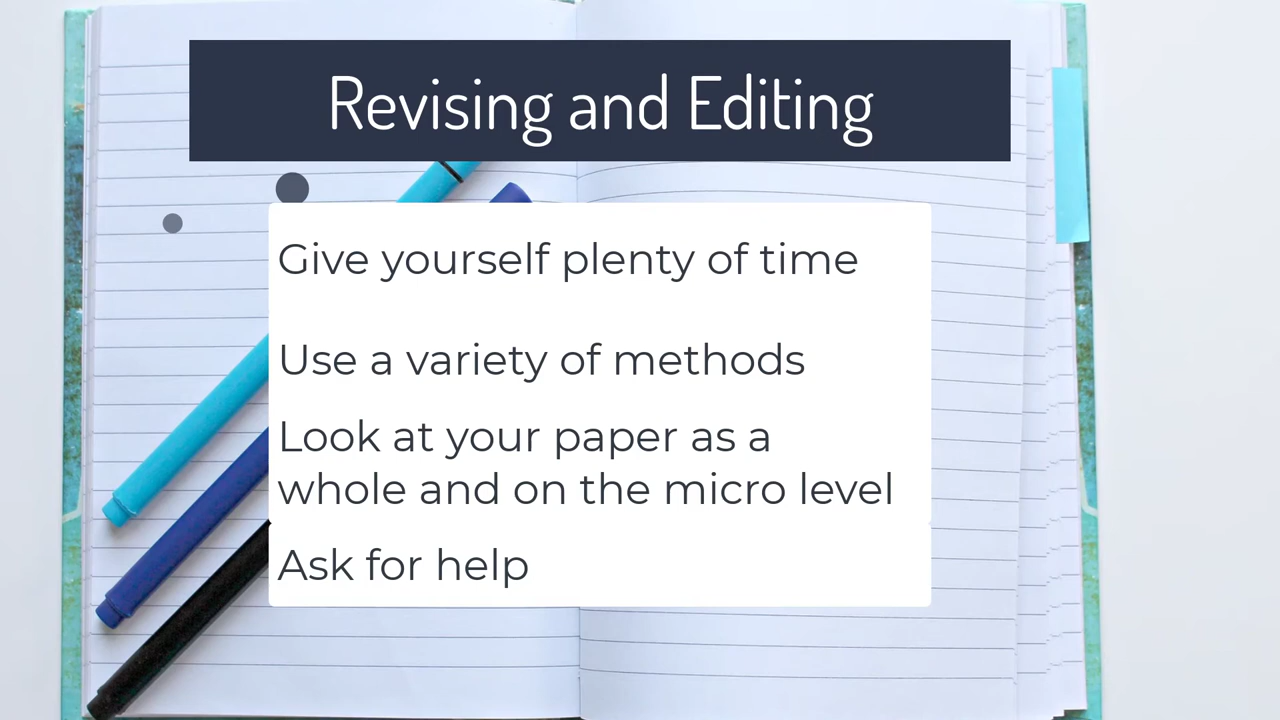 Revising and Editing
Give yourself plenty of time
Use a variety of methods
Look at your paper as a
whole and on the micro level
Ask for help